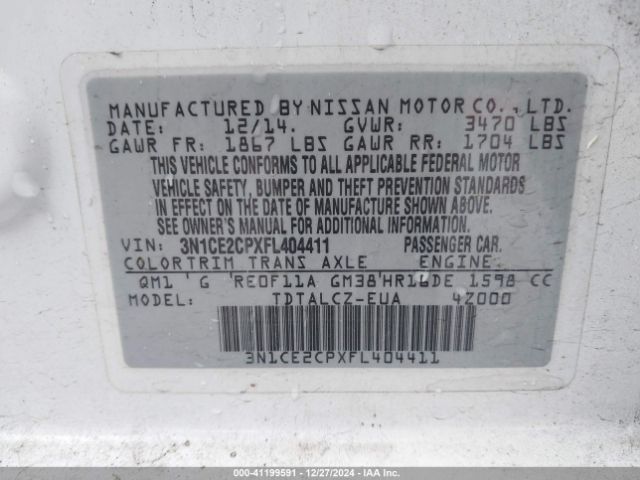 MANUFACTURED BY NISSAN MOTOR CO., LTD.
DATE: 12/14. GVWR: 3470 LBS
GAWR FR: 1867 LBS GAWR RR: 1704 LBS
THIS VEHICLE CONFORMS TO ALL APPLICABLE FEDERAL MOTOR
VEHICLE SAFETY, BUMPER AND THEFT PREVENTION STANDARDS
IN EFFECT ON THE DATE OF MANUFACTURE SHOWN ABOVE.
SEE OWNER'S MANUAL FOR ADDITIONAL INFORMATION.
VIN: 3N1CE2CPXFL404411 PASSENGER CAR.
COLOR TRIM TRANS AXLE ENGINE
QM1 ' G 'RE0F11A GM38'HR16DE 1598 CC
MODEL: TDTALCZ-EUA 4Z000
3N1CE2CPXFL404411
000-41199591 - 12/27/2024 - IAA Inc.